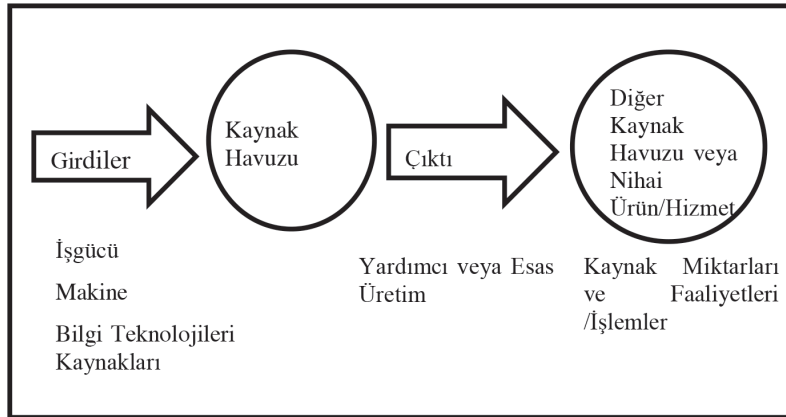 Girdiler
Kaynak
Havuzu
Çıktı
Diğer
Kaynak
Havuzu veya
Nihai
Ürün/Hizmet
İşgücü
Makine
Bilgi Teknolojileri
Kaynakları
Yardımcı veya Esas
Üretim
Kaynak Miktarları
ve Faaliyetleri
/İşlemler